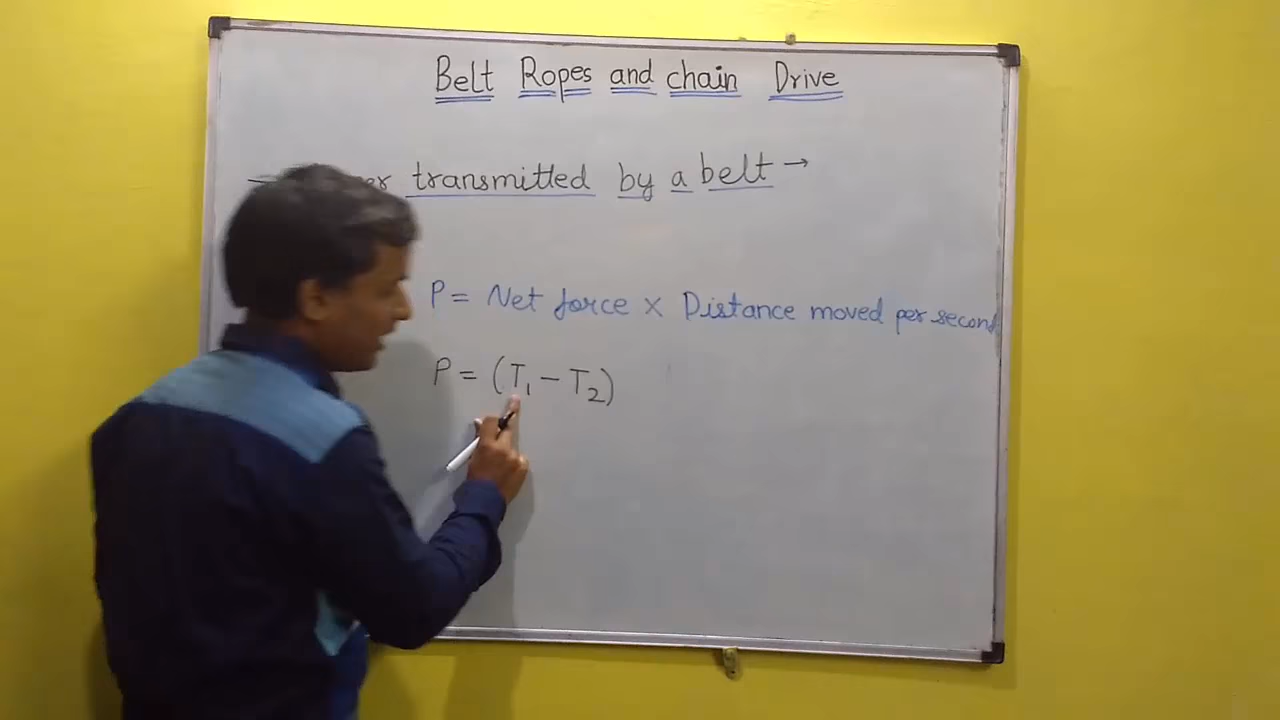 Belt Ropes and chain Drive
transmitted by a belt →
P = Net force × Distance moved per second
P = (T₁ − T₂)